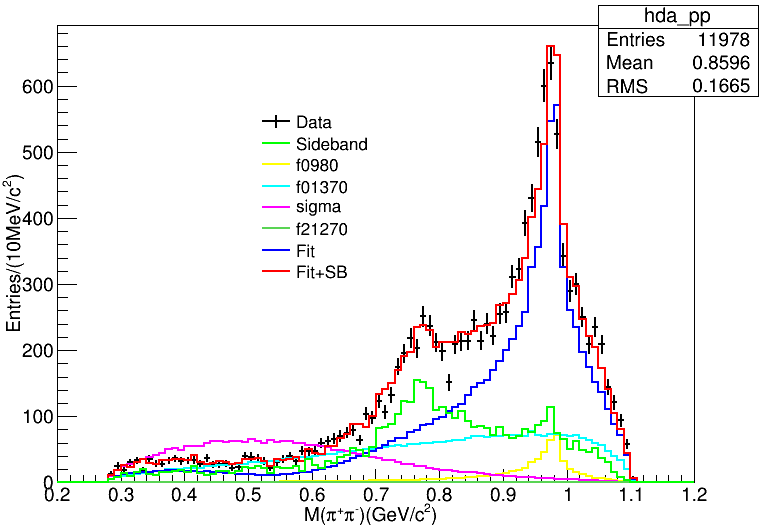 hda_pp
Entries 11978
Mean 0.8596
RMS 0.1665
Data
Sideband
f0980
f01370
sigma
f21270
Fit
Fit+SB
Entries/(10MeV/c²)
600
500
400
300
200
100
0
0.2 0.3 0.4 0.5 0.6 0.7 0.8 0.9 1 1.1 1.2
M(π⁺π⁻)(GeV/c²)